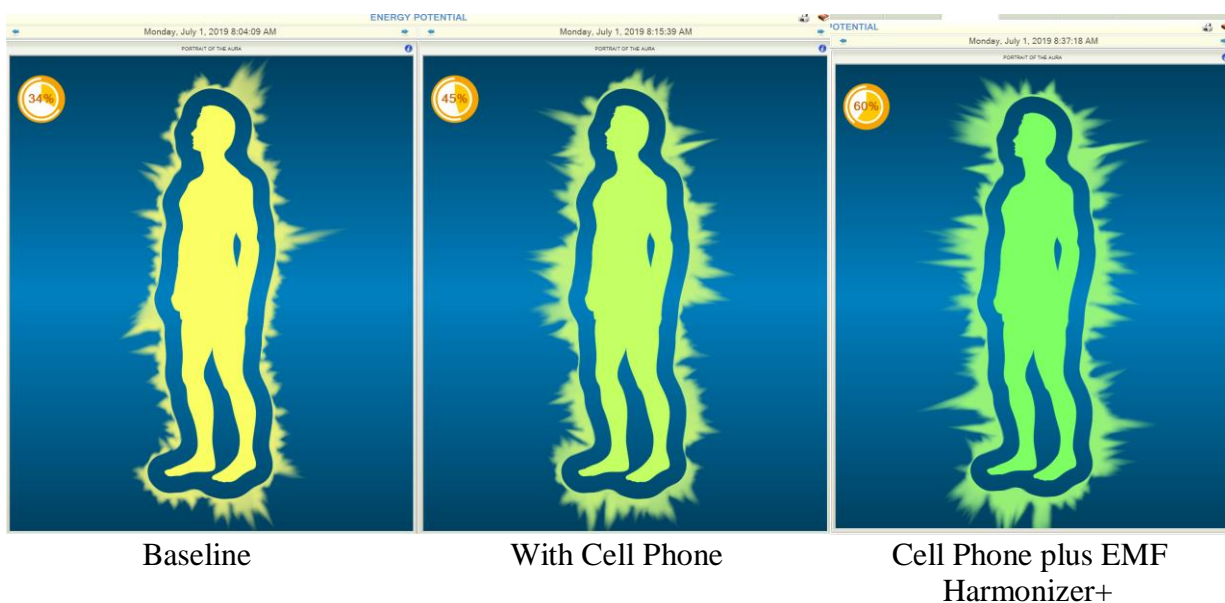 ENERGY POTENTIAL
Monday, July 1, 2019 8:04:09 AM
PORTRAIT OF THE AURA
34%
Monday, July 1, 2019 8:15:39 AM
PORTRAIT OF THE AURA
45%
POTENTIAL
Monday, July 1, 2019 8:37:18 AM
PORTRAIT OF THE AURA
60%
Baseline
With Cell Phone
Cell Phone plus EMF
Harmonizer+